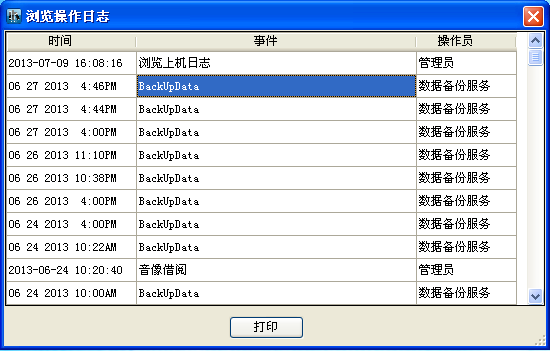 浏览操作日志
时间 事件 操作员
2013-07-09 16:08:16 浏览上机日志 管理员
06 27 2013  4:46PM BackUpData 数据备份服务
06 27 2013  4:44PM BackUpData 数据备份服务
06 27 2013  4:00PM BackUpData 数据备份服务
06 26 2013 11:10PM BackUpData 数据备份服务
06 26 2013 10:38PM BackUpData 数据备份服务
06 26 2013  4:00PM BackUpData 数据备份服务
06 24 2013  4:00PM BackUpData 数据备份服务
06 24 2013 10:22AM BackUpData 数据备份服务
2013-06-24 10:20:40 音像借阅 管理员
06 24 2013 10:00AM BackUpData 数据备份服务
打印